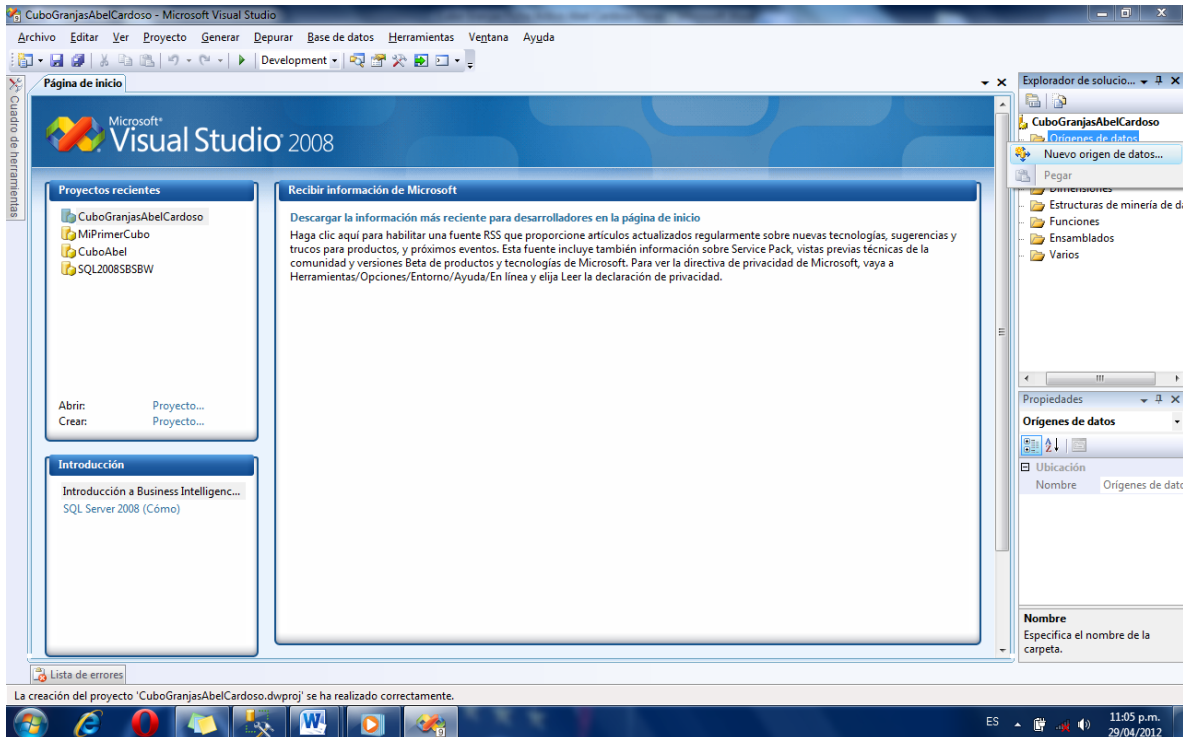 CuboGranjasAbelCardoso - Microsoft Visual Studio
Archivo Editar Ver Proyecto Generar Depurar Base de datos Herramientas Ventana Ayuda
Development
Cuadro de herramientas
Página de inicio
Microsoft®
Visual Studio® 2008
Proyectos recientes
CuboGranjasAbelCardoso
MiPrimerCubo
CuboAbel
SQL2008SBSBW
Abrir: Proyecto...
Crear: Proyecto...
Introducción
Introducción a Business Intelligenc...
SQL Server 2008 (Cómo)
Recibir información de Microsoft
Descargar la información más reciente para desarrolladores en la página de inicio
Haga clic aquí para habilitar una fuente RSS que proporcione artículos actualizados regularmente sobre nuevas tecnologías, sugerencias y
trucos para productos, y próximos eventos. Esta fuente incluye también información sobre Service Pack, vistas previas técnicas de la
comunidad y versiones Beta de productos y tecnologías de Microsoft. Para ver la directiva de privacidad de Microsoft, vaya a
Herramientas/Opciones/Entorno/Ayuda/En línea y elija Leer la declaración de privacidad.
Explorador de solucio...
CuboGranjasAbelCardoso
Orígenes de datos
Nuevo origen de datos...
Pegar
Dimensiones
Estructuras de minería de da
Funciones
Ensamblados
Varios
Propiedades
Orígenes de datos
Ubicación
Nombre Orígenes de dato
Nombre
Especifica el nombre de la
carpeta.
Lista de errores
La creación del proyecto 'CuboGranjasAbelCardoso.dwproj' se ha realizado correctamente.
ES
11:05 p.m.
29/04/2012